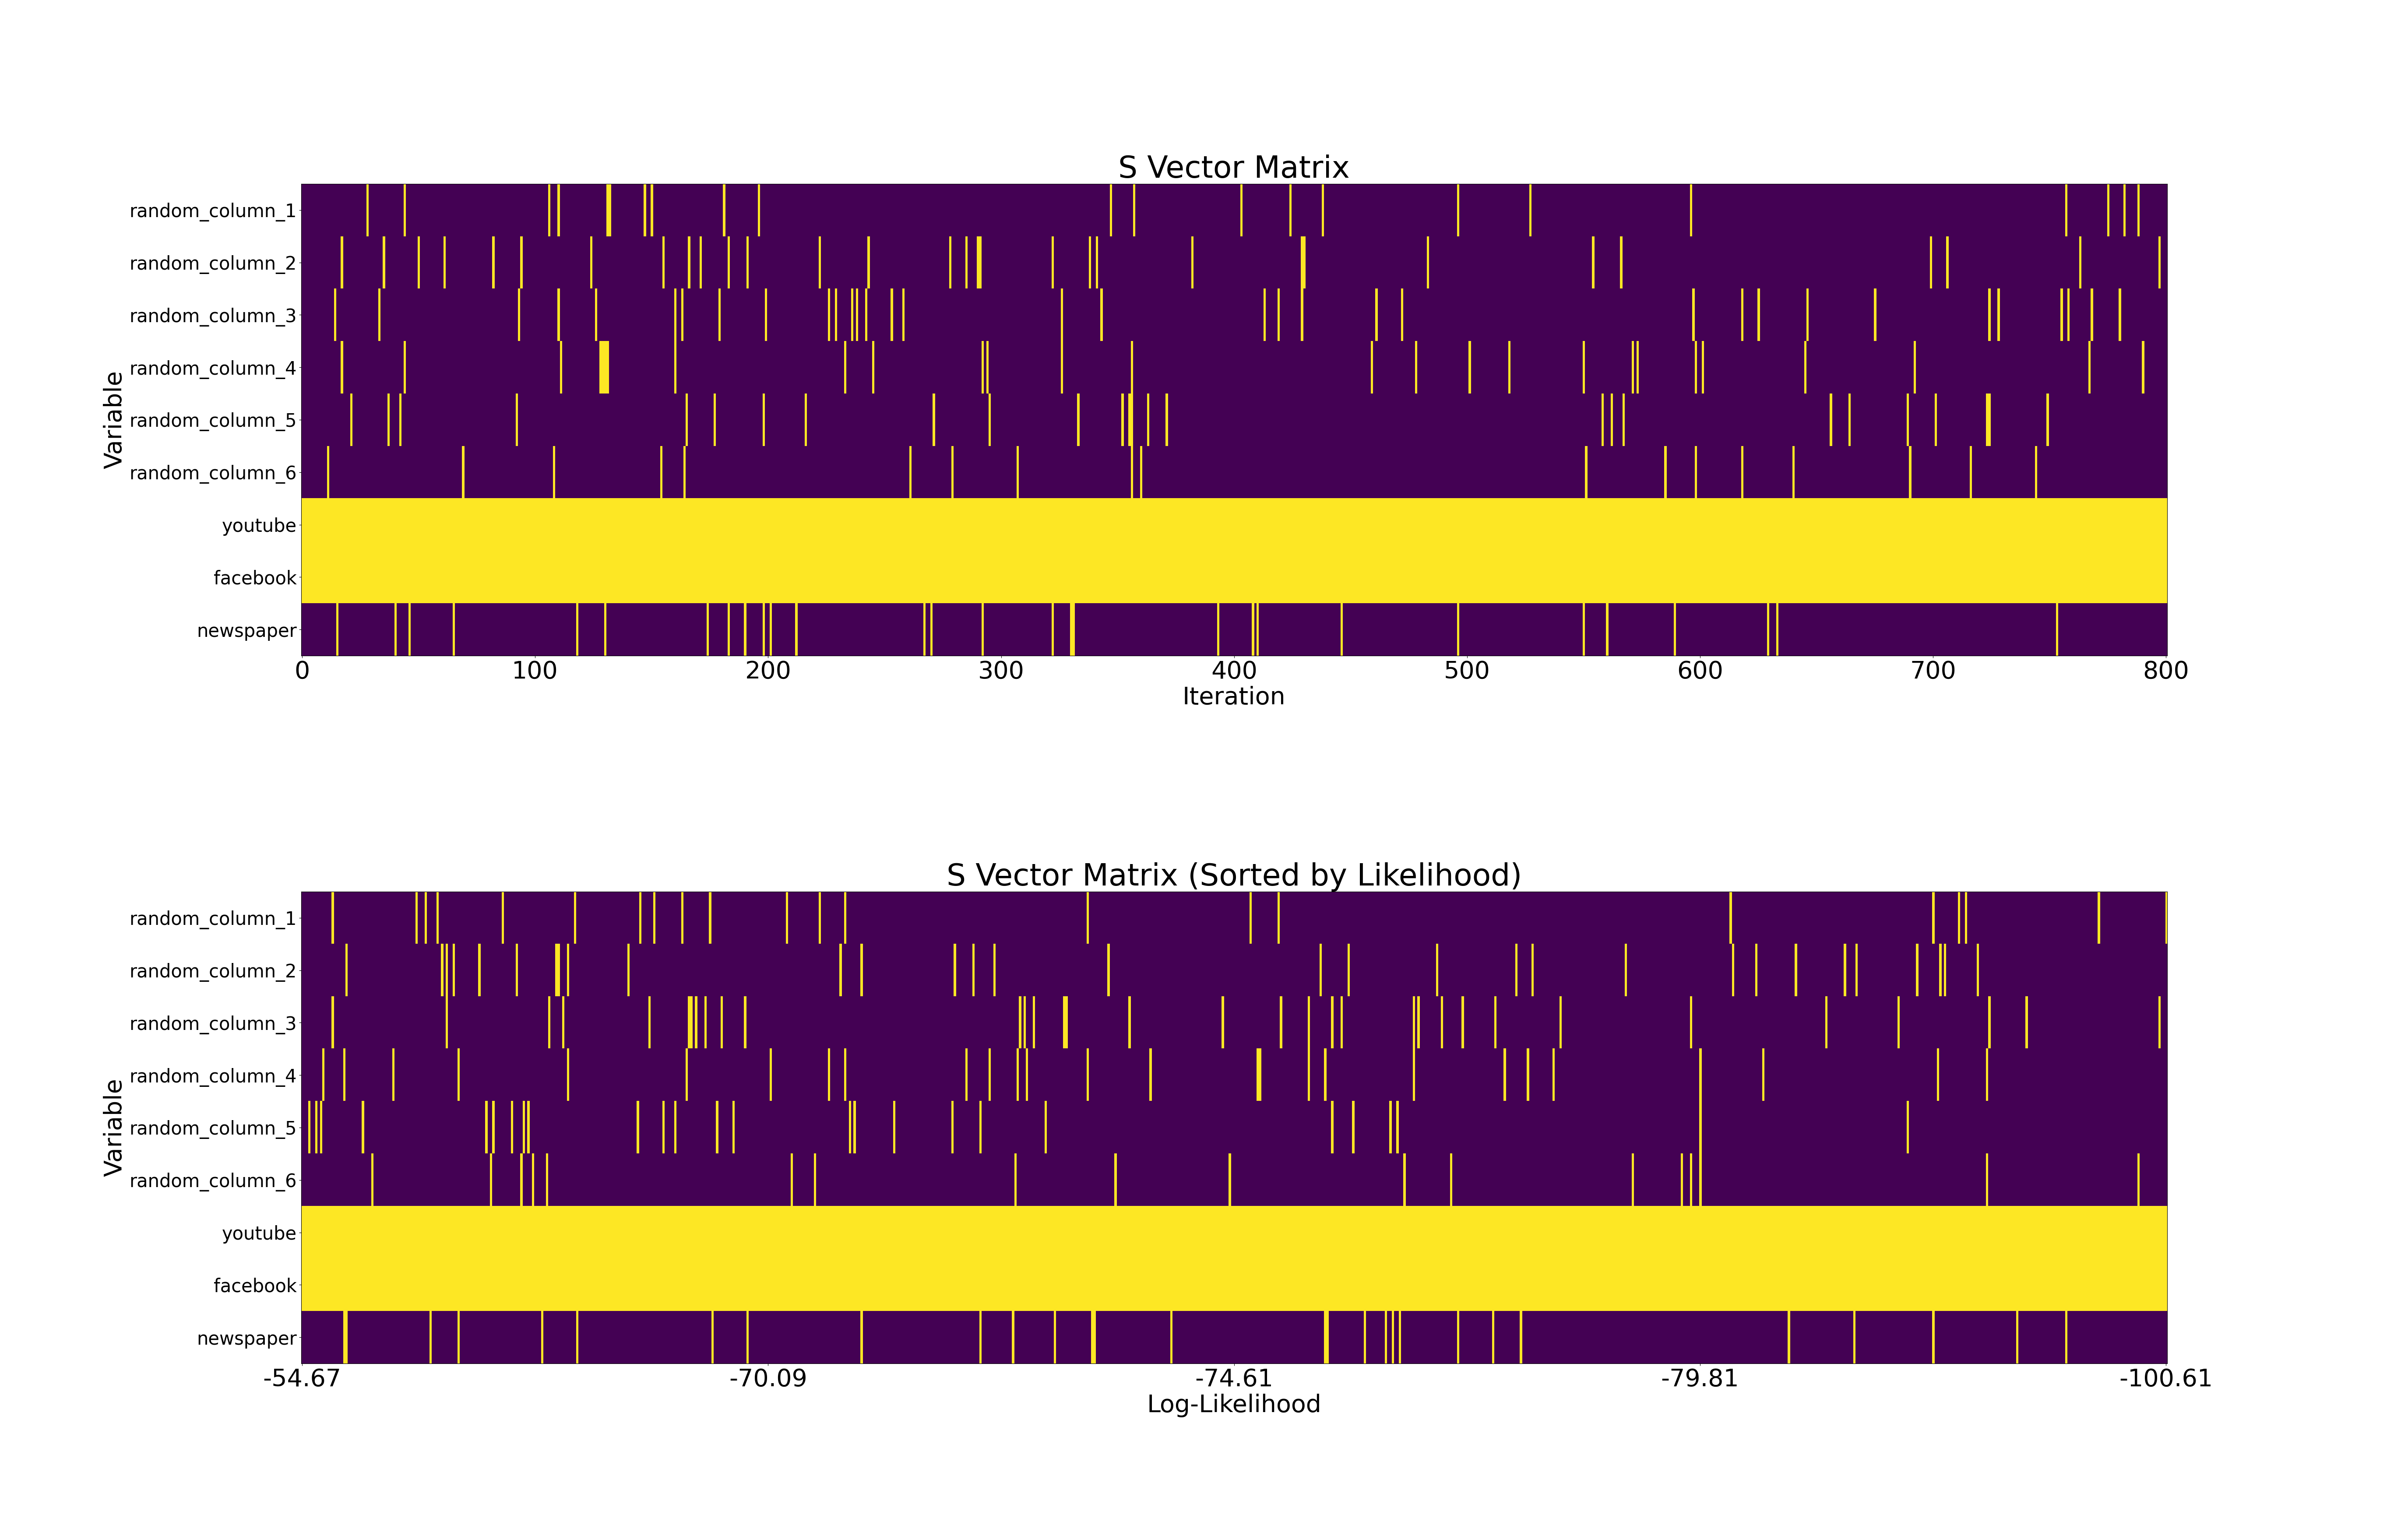 S Vector Matrix
random_column_1
random_column_2
random_column_3
random_column_4
random_column_5
random_column_6
youtube
facebook
newspaper
Variable
0 100 200 300 400 500 600 700 800
Iteration
S Vector Matrix (Sorted by Likelihood)
random_column_1
random_column_2
random_column_3
random_column_4
random_column_5
random_column_6
youtube
facebook
newspaper
Variable
-54.67 -70.09 -74.61 -79.81 -100.61
Log-Likelihood